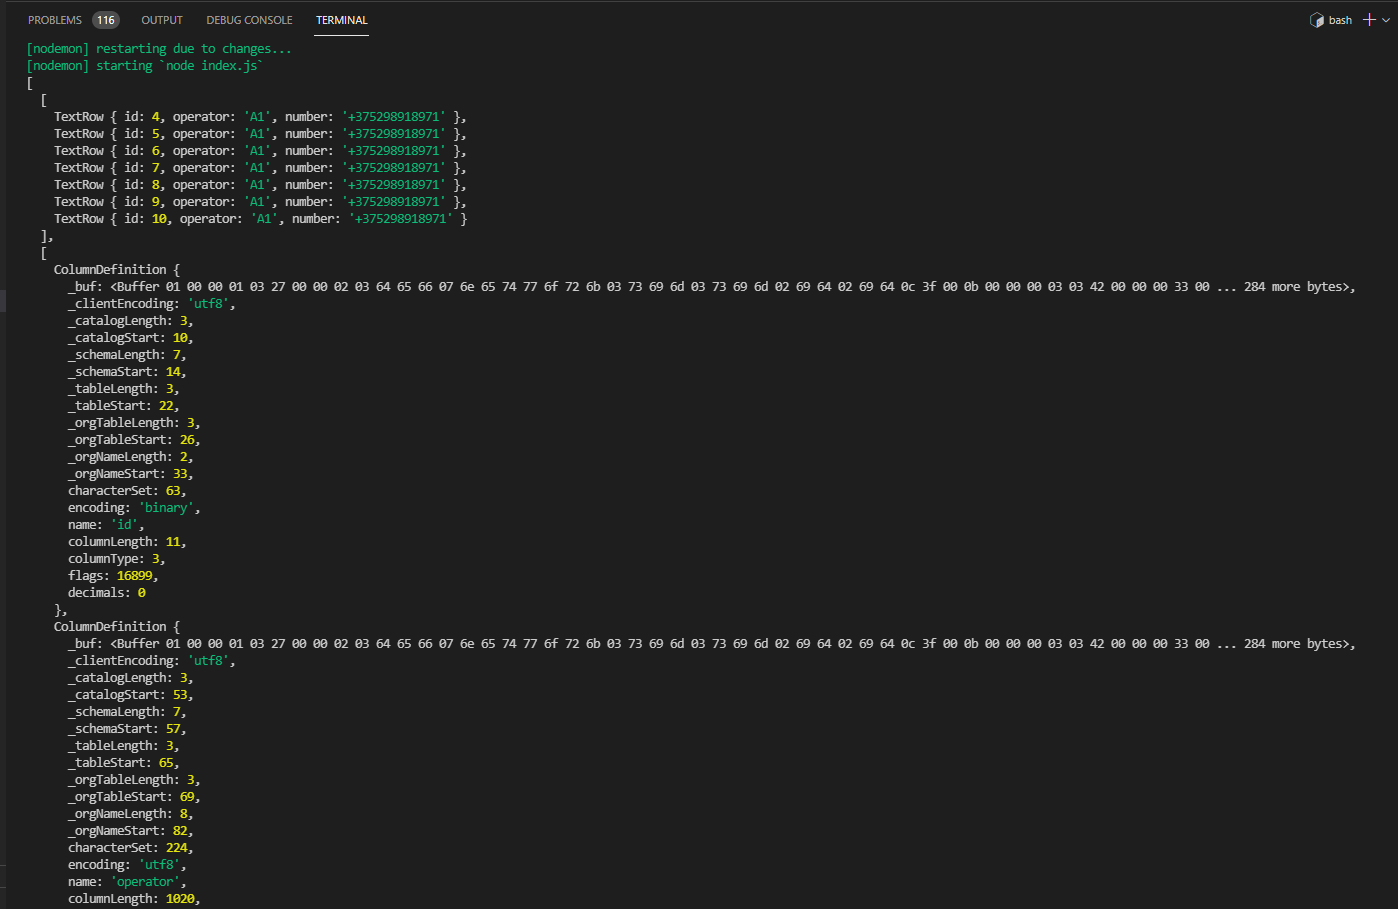 PROBLEMS 116 OUTPUT DEBUG CONSOLE TERMINAL bash
[nodemon] restarting due to changes...
[nodemon] starting `node index.js`
[
[
TextRow { id: 4, operator: 'A1', number: '+375298918971' },
TextRow { id: 5, operator: 'A1', number: '+375298918971' },
TextRow { id: 6, operator: 'A1', number: '+375298918971' },
TextRow { id: 7, operator: 'A1', number: '+375298918971' },
TextRow { id: 8, operator: 'A1', number: '+375298918971' },
TextRow { id: 9, operator: 'A1', number: '+375298918971' },
TextRow { id: 10, operator: 'A1', number: '+375298918971' }
],
[
ColumnDefinition {
_buf: <Buffer 01 00 00 01 03 27 00 00 02 03 64 65 66 07 6e 65 74 77 6f 72 6b 03 73 69 6d 03 73 69 6d 02 69 64 02 69 64 0c 3f 00 0b 00 00 00 03 03 42 00 00 00 33 00 ... 284 more bytes>,
_clientEncoding: 'utf8',
_catalogLength: 3,
_catalogStart: 10,
_schemaLength: 7,
_schemaStart: 14,
_tableLength: 3,
_tableStart: 22,
_orgTableLength: 3,
_orgTableStart: 26,
_orgNameLength: 2,
_orgNameStart: 33,
characterSet: 63,
encoding: 'binary',
name: 'id',
columnLength: 11,
columnType: 3,
flags: 16899,
decimals: 0
},
ColumnDefinition {
_buf: <Buffer 01 00 00 01 03 27 00 00 02 03 64 65 66 07 6e 65 74 77 6f 72 6b 03 73 69 6d 03 73 69 6d 02 69 64 02 69 64 0c 3f 00 0b 00 00 00 03 03 42 00 00 00 33 00 ... 284 more bytes>,
_clientEncoding: 'utf8',
_catalogLength: 3,
_catalogStart: 53,
_schemaLength: 7,
_schemaStart: 57,
_tableLength: 3,
_tableStart: 65,
_orgTableLength: 3,
_orgTableStart: 69,
_orgNameLength: 8,
_orgNameStart: 82,
characterSet: 224,
encoding: 'utf8',
name: 'operator',
columnLength: 1020,